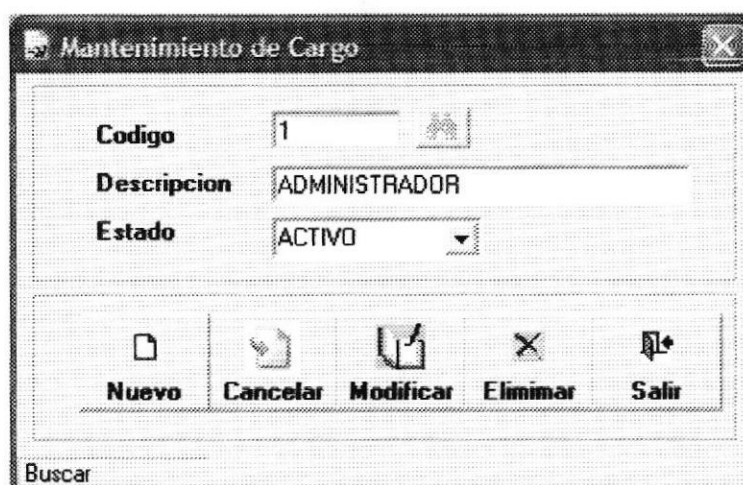 Mantenimiento de Cargo
Codigo 1
Descripcion ADMINISTRADOR
Estado ACTIVO
Nuevo Cancelar Modificar Elimimar Salir
Buscar